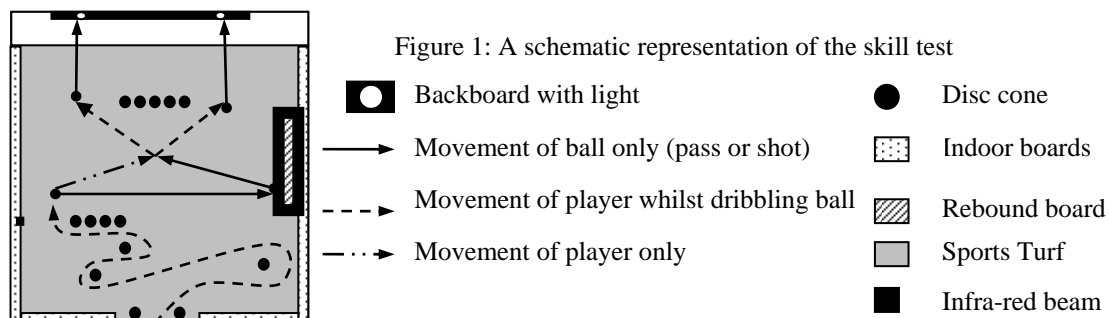 Figure 1: A schematic representation of the skill test
Backboard with light
Movement of ball only (pass or shot)
Movement of player whilst dribbling ball
Movement of player only
Disc cone
Indoor boards
Rebound board
Sports Turf
Infra-red beam